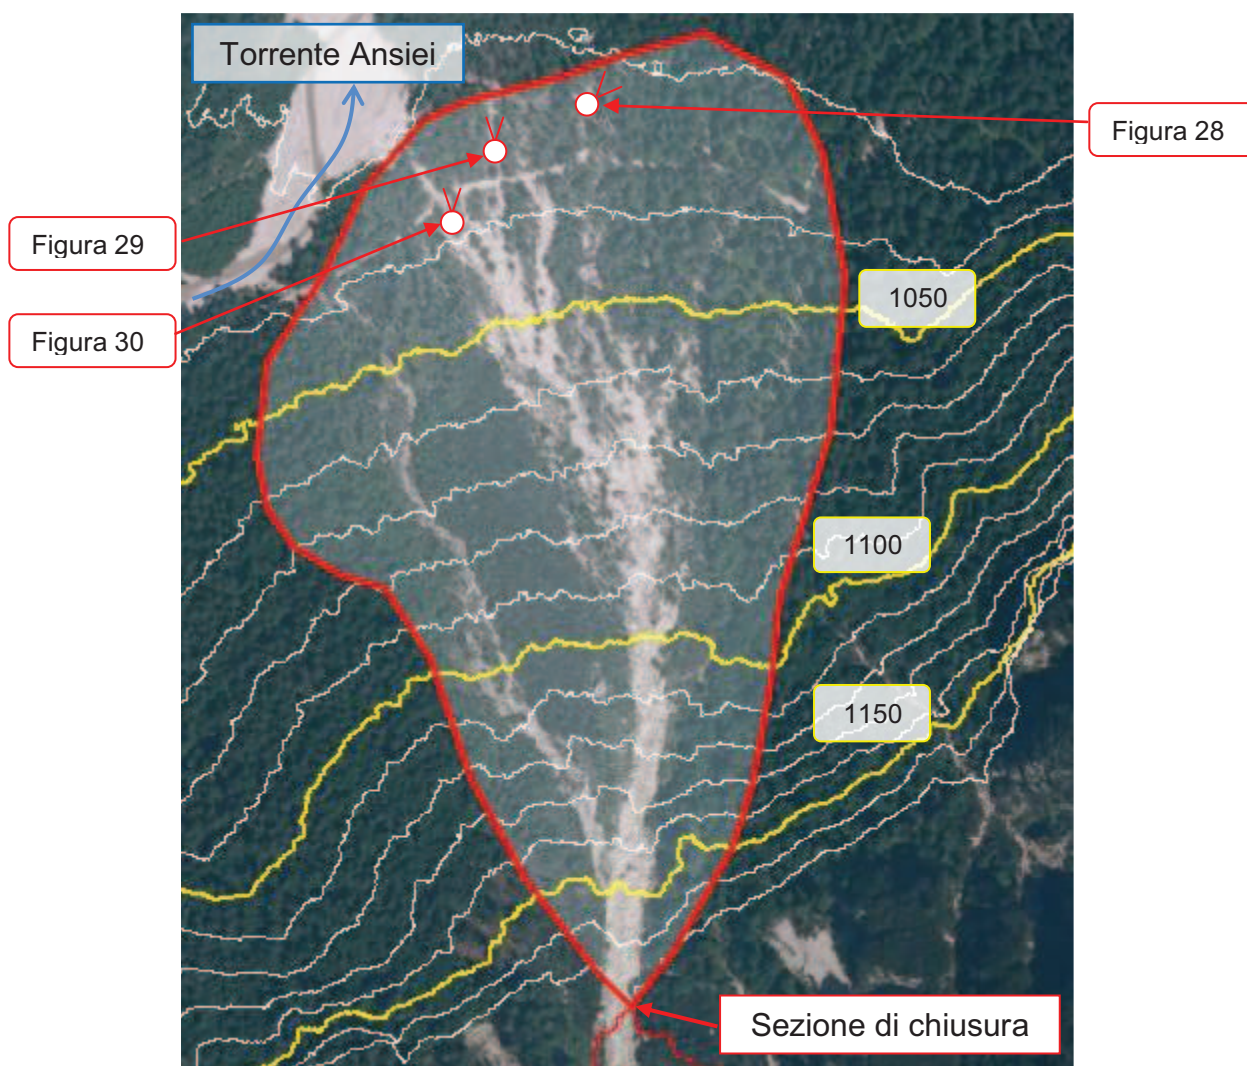 Torrente Ansiei
Figura 28
Figura 29
1050
Figura 30
1100
1150
Sezione di chiusura